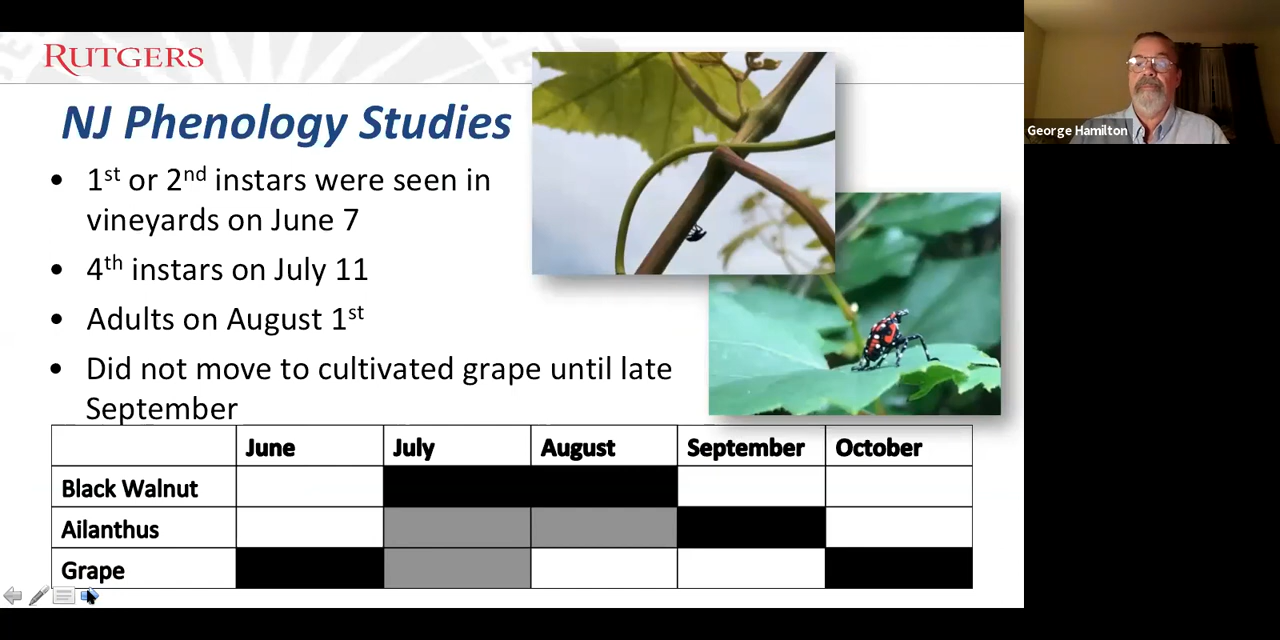 RUTGERS
NJ Phenology Studies
• 1st or 2nd instars were seen in
vineyards on June 7
• 4th instars on July 11
• Adults on August 1st
• Did not move to cultivated grape until late
September
June July August September October
Black Walnut
Ailanthus
Grape
George Hamilton